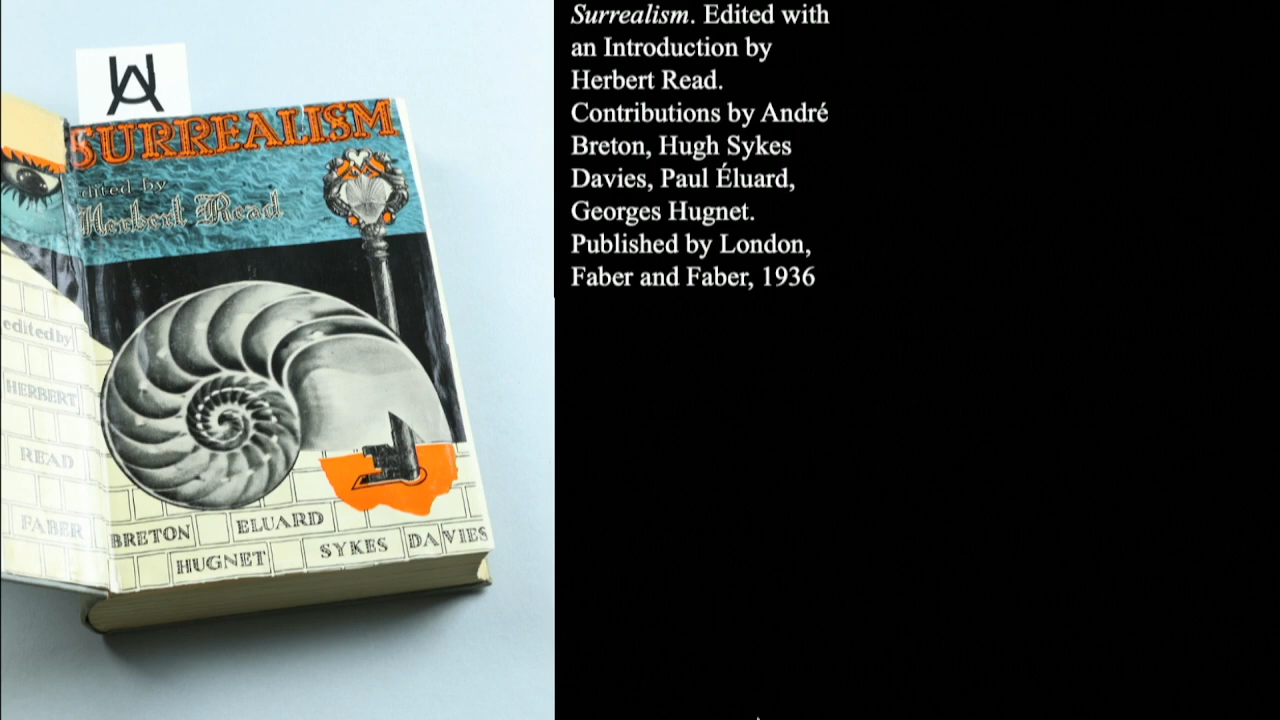 SURREALISM
edited by
Herbert Read
edited by
HERBERT
READ
FABER
BRETON
ELUARD
HUGNET
SYKES DAVIES
Surrealism. Edited with
an Introduction by
Herbert Read.
Contributions by André
Breton, Hugh Sykes
Davies, Paul Éluard,
Georges Hugnet.
Published by London,
Faber and Faber, 1936